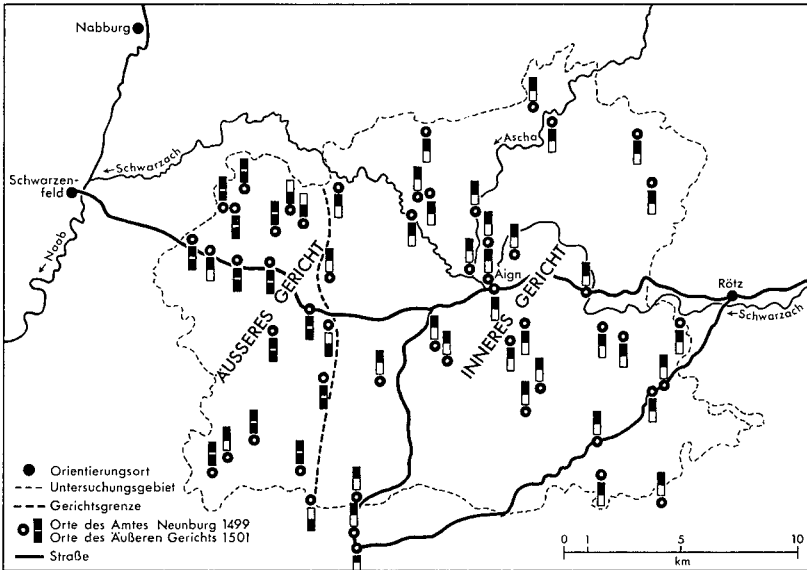 Nabburg
Ascha
Schwarzach
Schwarzach
Schwarzen-
feld
Naab
Aign
Rötz
Schwarzach
ÄUSSERES GERICHT
INNERES GERICHT
Orientierungsort
Untersuchungsgebiet
Gerichtsgrenze
Orte des Amtes Neunburg 1499
Orte des Äußeren Gerichts 1501
Straße
0 1 5 10
km